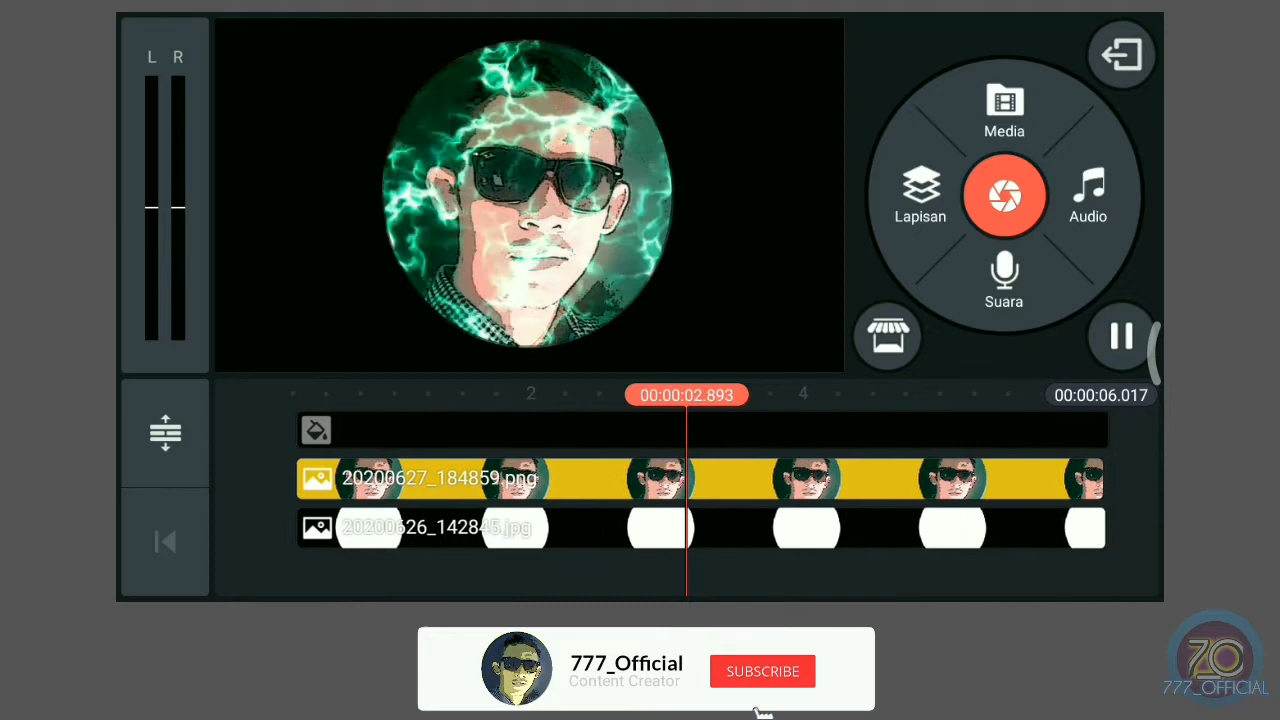 L R
Media
Lapisan
Audio
Suara
2
00:00:02.893
4
00:00:06.017
20200627_184859.png
20200626_142845.jpg
777_Official
Content Creator
SUBSCRIBE
ZO
777_OFFICIAL